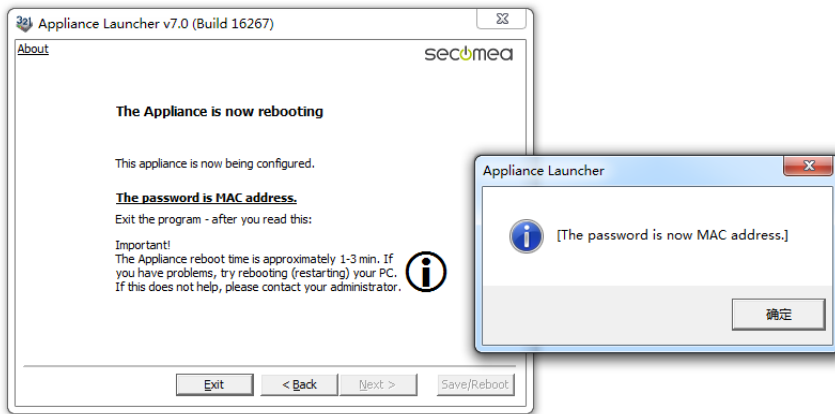 Appliance Launcher v7.0 (Build 16267)
About
secomea
The Appliance is now rebooting
This appliance is now being configured.
The password is MAC address.
Exit the program - after you read this:
Important!
The Appliance reboot time is approximately 1-3 min. If
you have problems, try rebooting (restarting) your PC.
If this does not help, please contact your administrator.
Exit
< Back
Next >
Save/Reboot
Appliance Launcher
[The password is now MAC address.]
确定